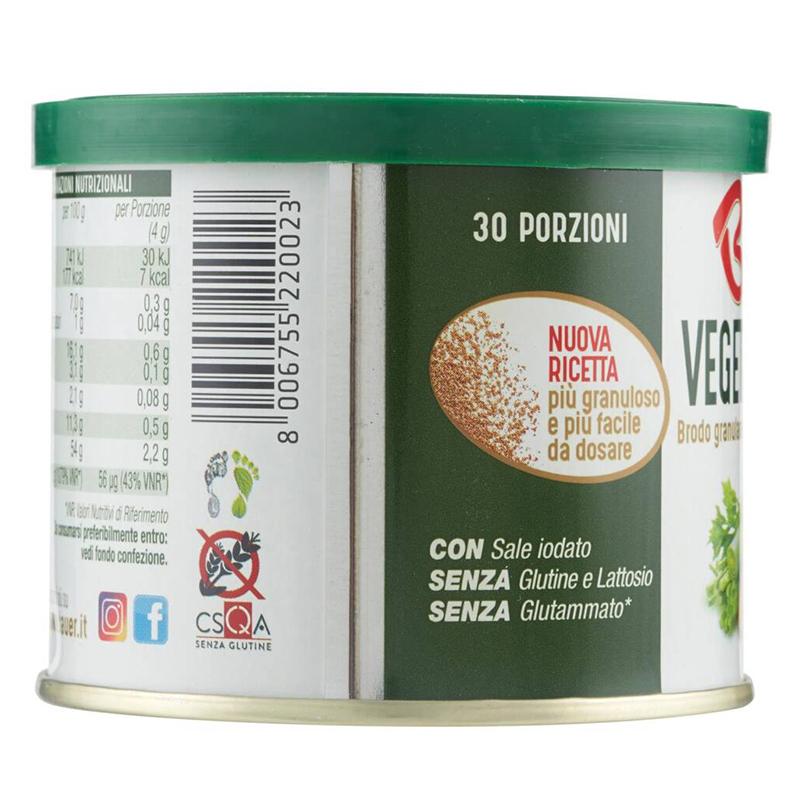 NUTRIZIONALI
per 100 g
per Porzione
(4 g)
741 kJ 30 kJ
177 kcal 7 kcal
7,0 g 0,3 g
1 g 0,04 g
16,1 g 0,6 g
3,1 g 0,1 g
2,1 g 0,08 g
11,3 g 0,5 g
54 g 2,2 g
56 µg (43% VNR*)
*VNR: Valori Nutritivi di Riferimento
consumarsi preferibilmente entro:
vedi fondo confezione.
8 006755 220023
CSQA
SENZA GLUTINE
30 PORZIONI
NUOVA
RICETTA
più granuloso
e più facile
da dosare
CON Sale iodato
SENZA Glutine e Lattosio
SENZA Glutammato*
VEGE
Brodo